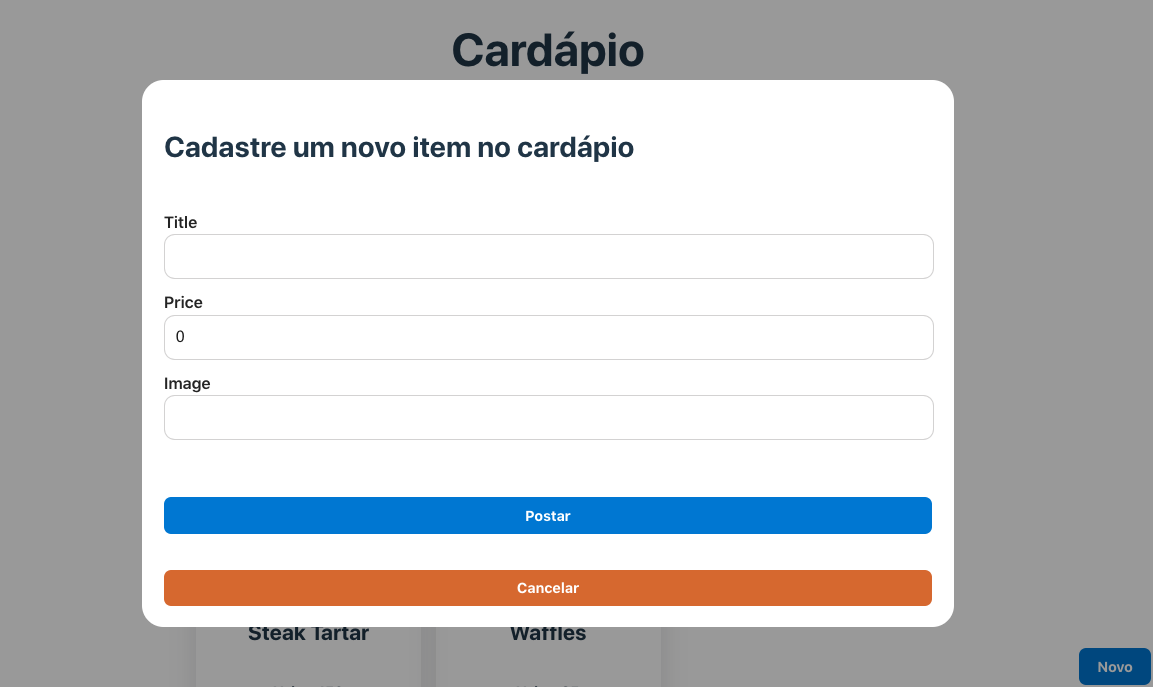 Cardápio
Cadastre um novo item no cardápio
Title
Price
0
Image
Postar
Cancelar
Steak Tartar
Waffles
Novo